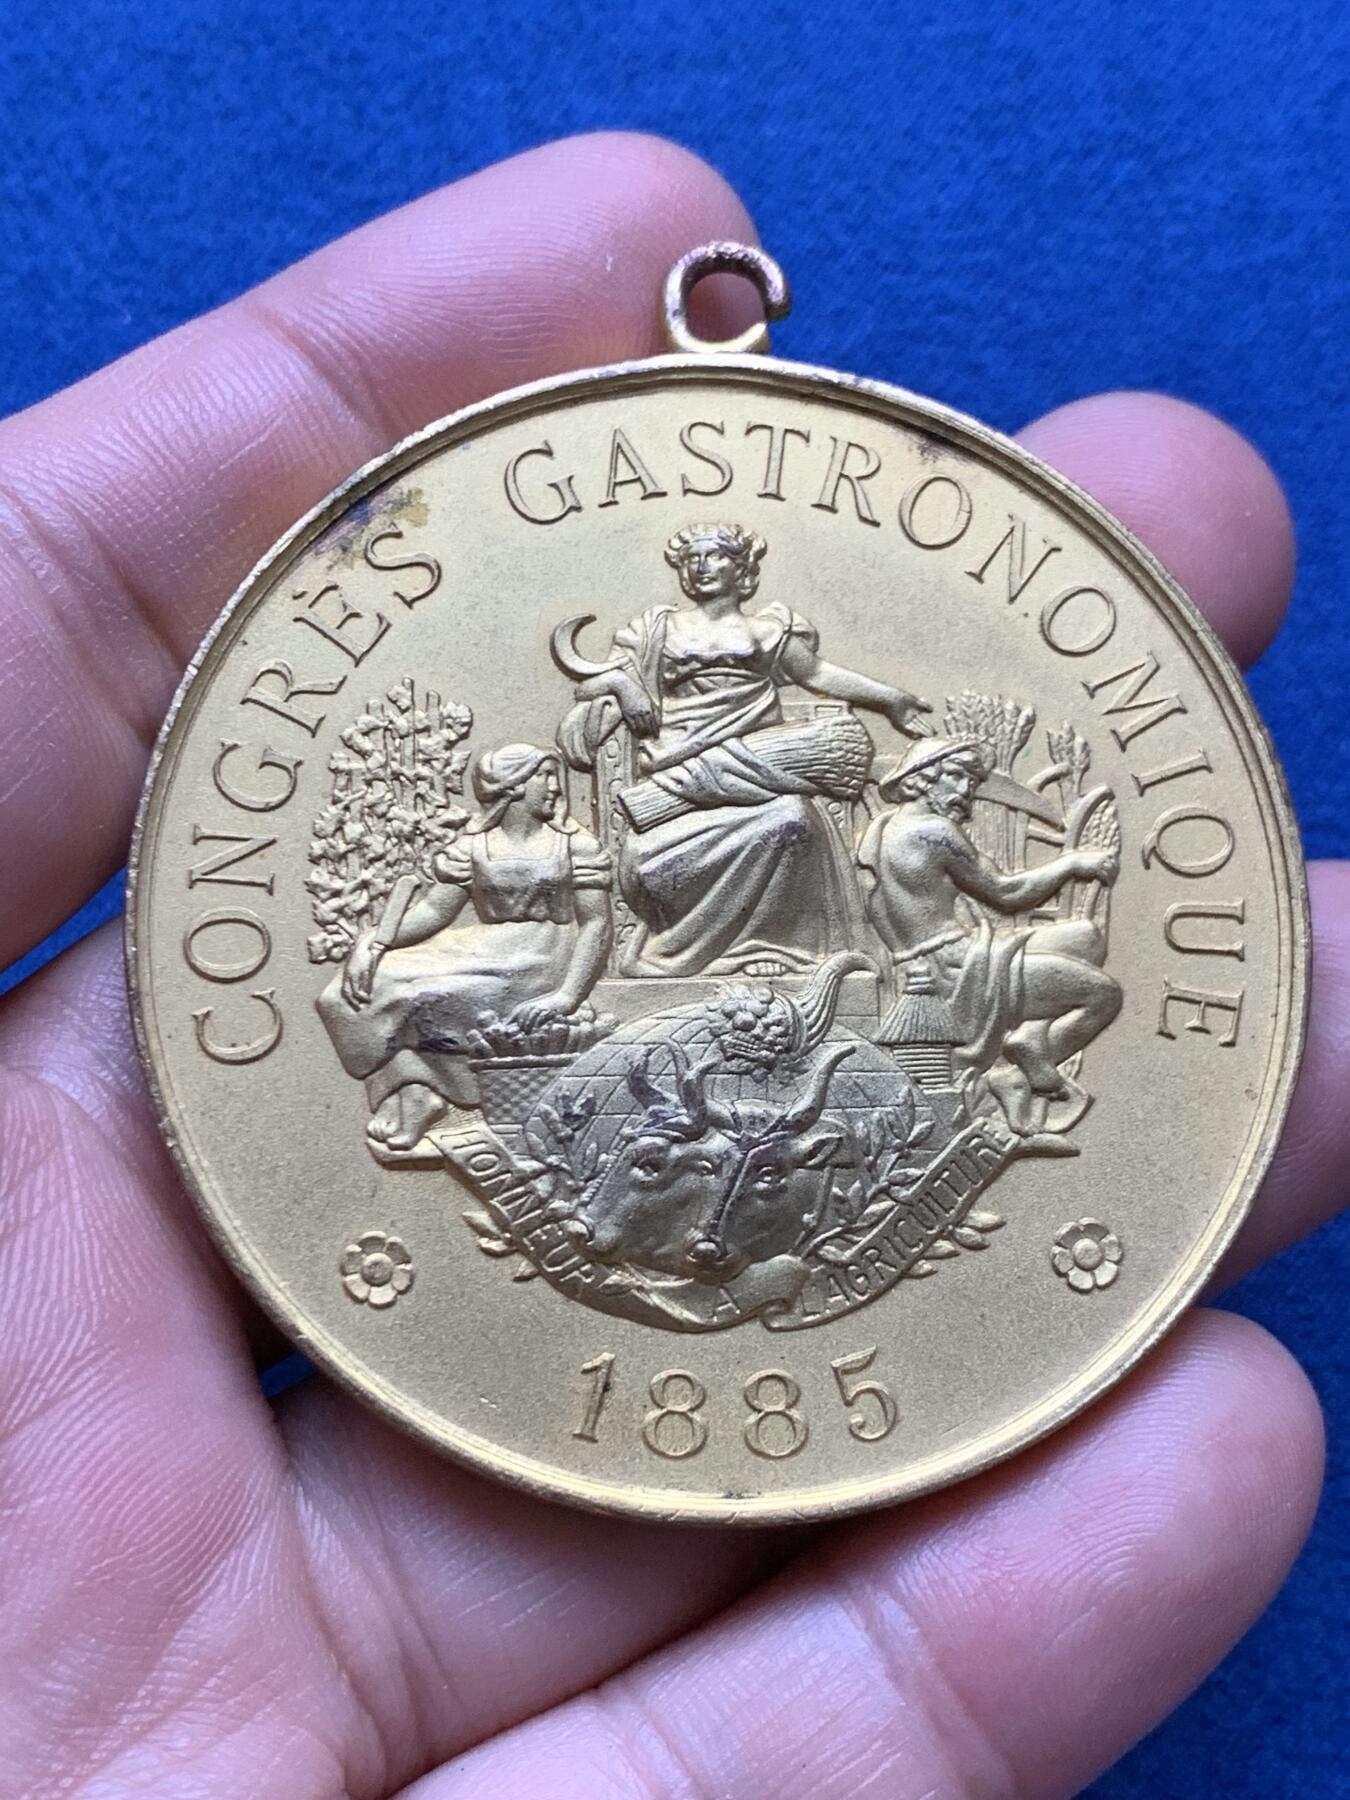 CONGRÈS GASTRONOMIQUE
HONNEUR A L'AGRICULTURE
1885